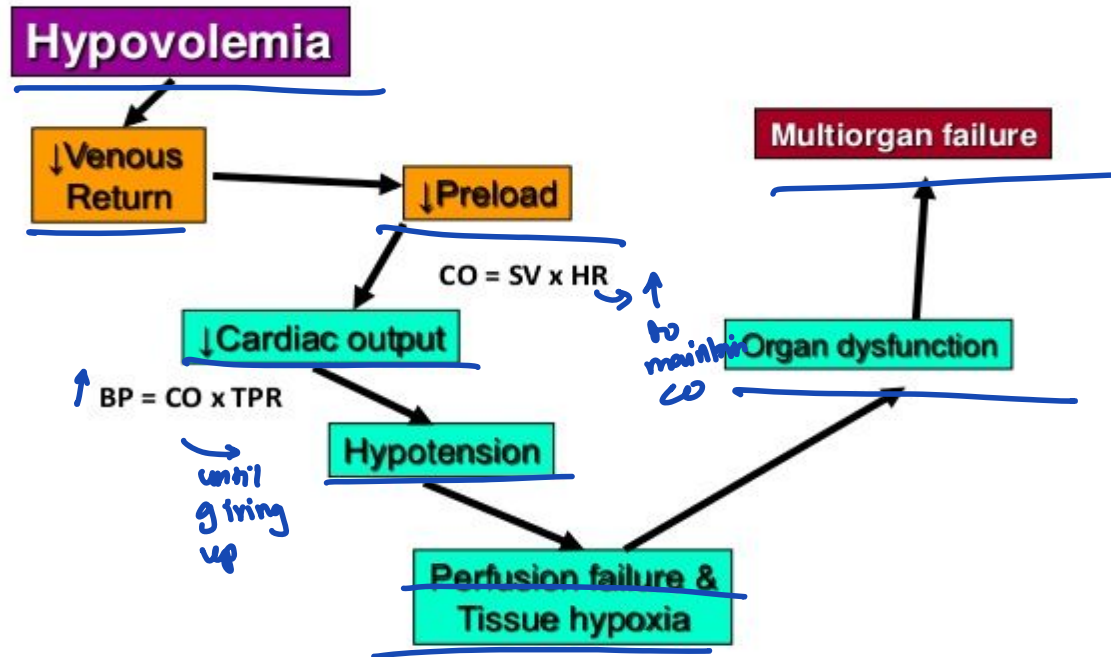 Hypovolemia
↓Venous
Return
↓Preload
CO = SV x HR
↑
to
maintain
CO
↓Cardiac output
↑ BP = CO x TPR
until
giving
up
Hypotension
Perfusion failure &
Tissue hypoxia
Organ dysfunction
Multiorgan failure